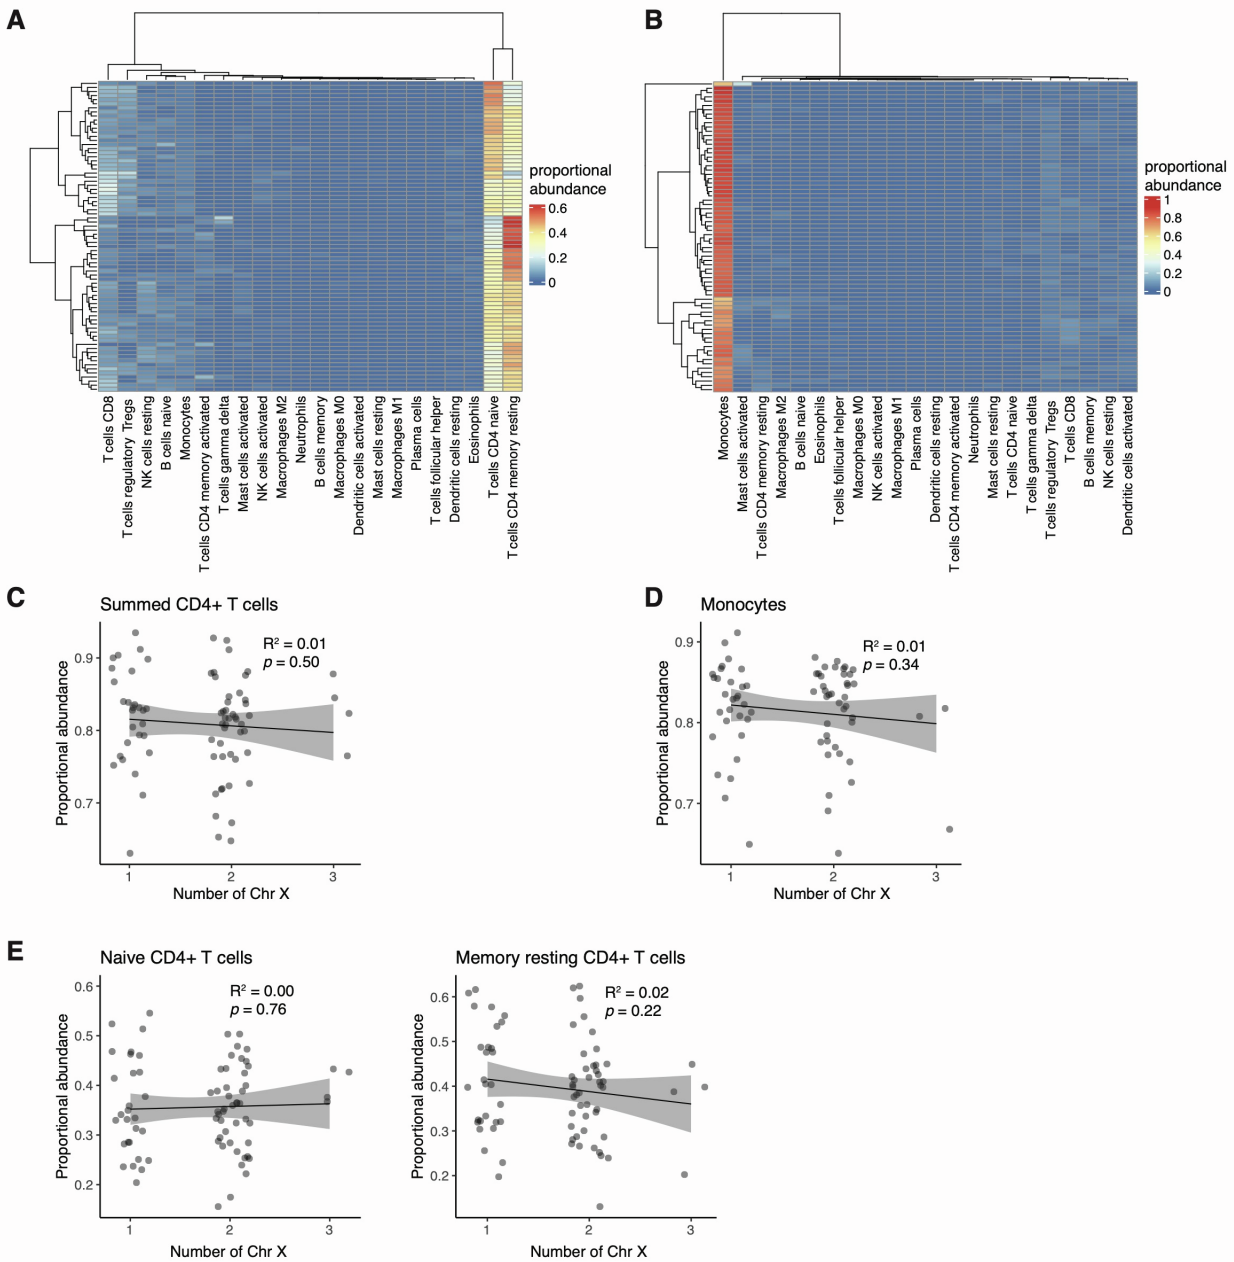 A
proportional
abundance
0.6
0.4
0.2
0
T cells CD8
T cells regulatory Tregs
NK cells resting
B cells naive
Monocytes
T cells CD4 memory activated
T cells gamma delta
Mast cells activated
NK cells activated
Macrophages M2
Neutrophils
B cells memory
Macrophages M0
Dendritic cells activated
Mast cells resting
Macrophages M1
Plasma cells
T cells follicular helper
Dendritic cells resting
Eosinophils
T cells CD4 naive
T cells CD4 memory resting
B
proportional
abundance
1
0.8
0.6
0.4
0.2
0
Monocytes
Mast cells activated
T cells CD4 memory resting
Macrophages M2
B cells naive
Eosinophils
T cells follicular helper
Macrophages M0
NK cells activated
Macrophages M1
Plasma cells
Dendritic cells resting
T cells CD4 memory activated
Neutrophils
Mast cells resting
T cells CD4 naive
T cells gamma delta
T cells regulatory Tregs
T cells CD8
B cells memory
NK cells resting
Dendritic cells activated
C
Summed CD4+ T cells
R² = 0.01
p = 0.50
Proportional abundance
0.9
0.8
0.7
1 2 3
Number of Chr X
D
Monocytes
R² = 0.01
p = 0.34
Proportional abundance
0.9
0.8
0.7
1 2 3
Number of Chr X
E
Naive CD4+ T cells
R² = 0.00
p = 0.76
Proportional abundance
0.6
0.5
0.4
0.3
0.2
1 2 3
Number of Chr X
Memory resting CD4+ T cells
R² = 0.02
p = 0.22
Proportional abundance
0.6
0.5
0.4
0.3
0.2
1 2 3
Number of Chr X